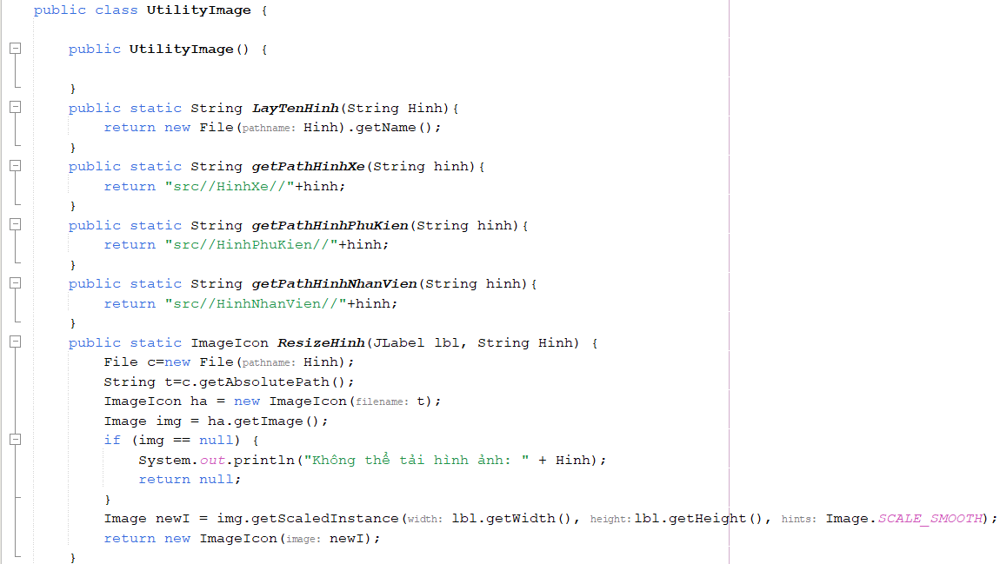 public class UtilityImage {
public UtilityImage() {
}
public static String LayTenHinh(String Hinh){
return new File(pathname: Hinh).getName();
}
public static String getPathHinhXe(String hinh){
return "src//HinhXe//"+hinh;
}
public static String getPathHinhPhuKien(String hinh){
return "src//HinhPhuKien//"+hinh;
}
public static String getPathHinhNhanVien(String hinh){
return "src//HinhNhanVien//"+hinh;
}
public static ImageIcon ResizeHinh(JLabel lbl, String Hinh) {
File c=new File(pathname: Hinh);
String t=c.getAbsolutePath();
ImageIcon ha = new ImageIcon(filename: t);
Image img = ha.getImage();
if (img == null) {
System.out.println("Không thể tải hình ảnh: " + Hinh);
return null;
}
Image newI = img.getScaledInstance(width: lbl.getWidth(), height: lbl.getHeight(), hints: Image.SCALE_SMOOTH);
return new ImageIcon(image: newI);
}